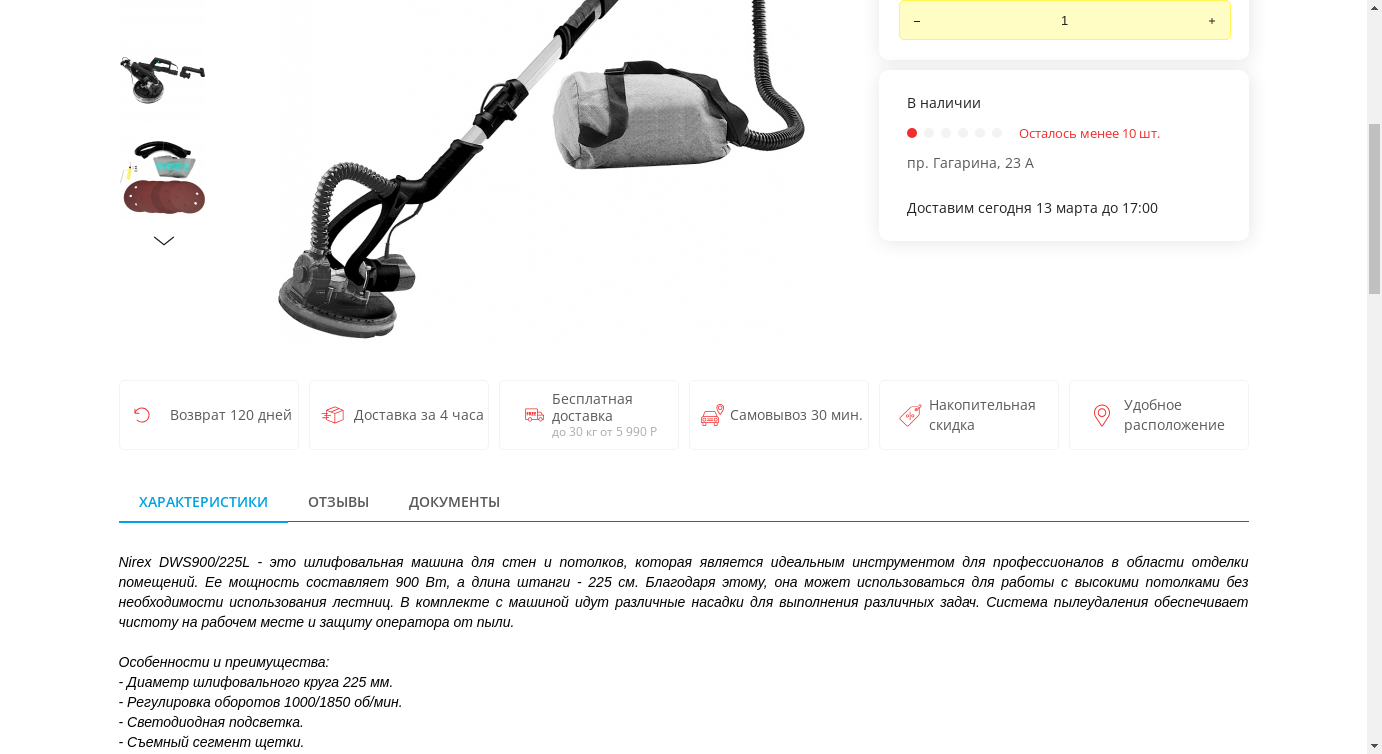 – 1 +
В наличии
Осталось менее 10 шт.
пр. Гагарина, 23 А
Доставим сегодня 13 марта до 17:00
Возврат 120 дней
Доставка за 4 часа
Бесплатная
доставка
до 30 кг от 5 990 Р
Самовывоз 30 мин.
Накопительная
скидка
Удобное
расположение
ХАРАКТЕРИСТИКИ ОТЗЫВЫ ДОКУМЕНТЫ
Nirex DWS900/225L - это шлифовальная машина для стен и потолков, которая является идеальным инструментом для профессионалов в области отделки
помещений. Ее мощность составляет 900 Вт, а длина штанги - 225 см. Благодаря этому, она может использоваться для работы с высокими потолками без
необходимости использования лестниц. В комплекте с машиной идут различные насадки для выполнения различных задач. Система пылеудаления обеспечивает
чистоту на рабочем месте и защиту оператора от пыли.
Особенности и преимущества:
- Диаметр шлифовального круга 225 мм.
- Регулировка оборотов 1000/1850 об/мин.
- Светодиодная подсветка.
- Съемный сегмент щетки.